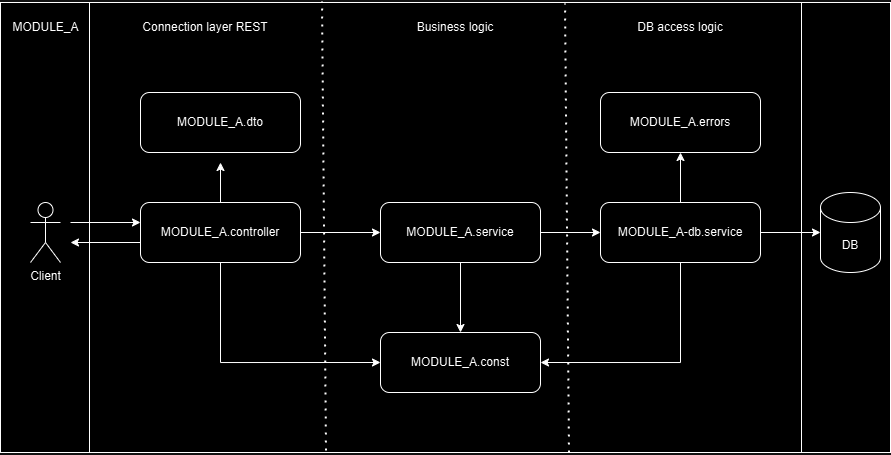 MODULE_A
Connection layer REST
Business logic
DB access logic
MODULE_A.dto
MODULE_A.errors
MODULE_A.controller
MODULE_A.service
MODULE_A-db.service
DB
Client
MODULE_A.const